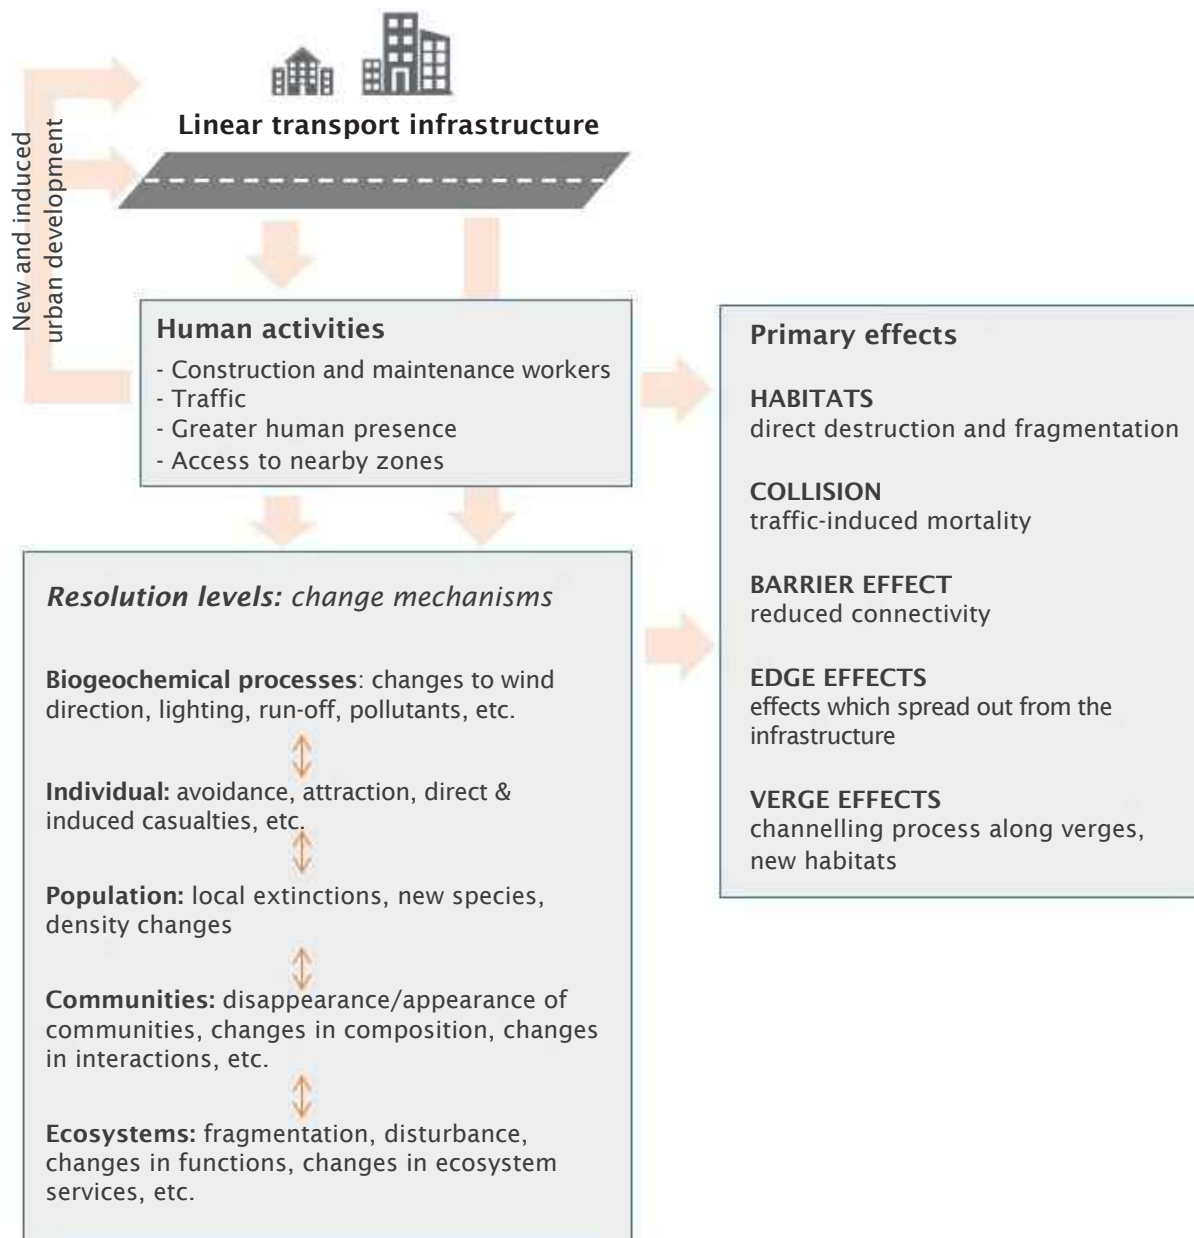 Linear transport infrastructure
New and induced
urban development
Human activities
- Construction and maintenance workers
- Traffic
- Greater human presence
- Access to nearby zones
Primary effects
HABITATS
direct destruction and fragmentation
COLLISION
traffic-induced mortality
BARRIER EFFECT
reduced connectivity
EDGE EFFECTS
effects which spread out from the
infrastructure
VERGE EFFECTS
channelling process along verges,
new habitats
Resolution levels: change mechanisms
Biogeochemical processes: changes to wind
direction, lighting, run-off, pollutants, etc.
Individual: avoidance, attraction, direct &
induced casualties, etc.
Population: local extinctions, new species,
density changes
Communities: disappearance/appearance of
communities, changes in composition, changes
in interactions, etc.
Ecosystems: fragmentation, disturbance,
changes in functions, changes in ecosystem
services, etc.